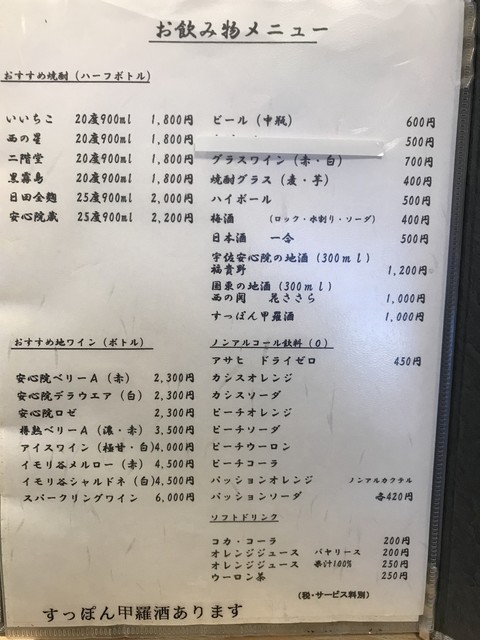 お飲み物メニュー
おすすめ焼酎(ハーフボトル)
いいちこ 20度900ml 1,800円
西の星 20度900ml 1,800円
二階堂 20度900ml 1,800円
黒霧島 20度900ml 1,800円
日田全麹 25度900ml 2,000円
安心院蔵 25度900ml 2,200円
おすすめ地ワイン(ボトル)
安心院ベリーA(赤) 2,300円
安心院デラウエア(白) 2,300円
安心院ロゼ 2,300円
樽熟ベリーA(濃・赤) 3,500円
アイスワイン(極甘・白)4,000円
イモリ谷メルロー(赤) 4,500円
イモリ谷シャルドネ(白)4,500円
スパークリングワイン 6,000円
ビール(中瓶) 600円
500円
グラスワイン(赤・白) 700円
焼酎グラス(麦・芋) 400円
ハイボール 500円
梅酒 (ロック・水割り・ソーダ) 400円
日本酒 一合 500円
宇佐安心院の地酒(300ml)
福貴野 1,200円
国東の地酒(300ml)
西の関 花ささら 1,000円
すっぽん甲羅酒 1,000円
ノンアルコール飲料(0)
アサヒ ドライゼロ 450円
カシスオレンジ
カシスソーダ
ピーチオレンジ
ピーチソーダ
ピーチウーロン
ピーチコーラ
パッションオレンジ ノンアルカクテル
パッションソーダ 各420円
ソフトドリンク
コカ・コーラ 200円
オレンジジュース バヤリース 200円
オレンジジュース 果汁100% 250円
ウーロン茶 250円
(税・サービス料別)
すっぽん甲羅酒あります